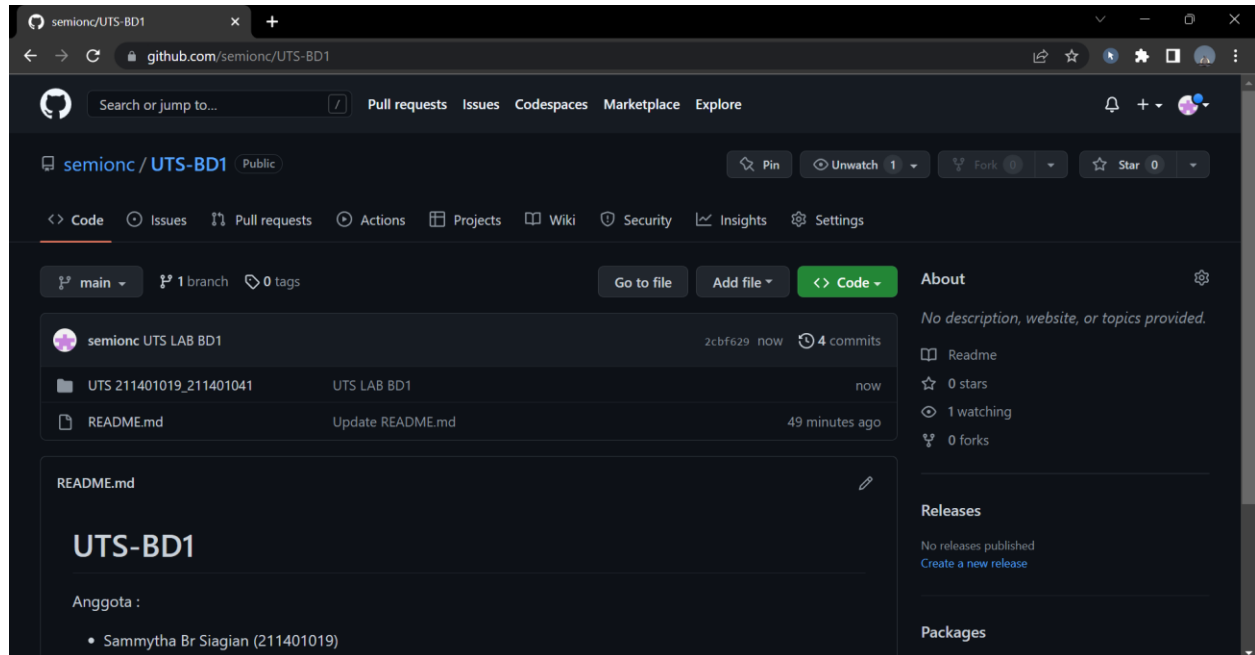 semionc/UTS-BD1
github.com/semionc/UTS-BD1
Search or jump to... / Pull requests Issues Codespaces Marketplace Explore
semionc / UTS-BD1 Public Pin Unwatch 1 Fork 0 Star 0
Code Issues Pull requests Actions Projects Wiki Security Insights Settings
main 1 branch 0 tags Go to file Add file Code
semionc UTS LAB BD1 2cbf629 now 4 commits
UTS 211401019_211401041 UTS LAB BD1 now
README.md Update README.md 49 minutes ago
README.md
UTS-BD1
Anggota :
• Sammytha Br Siagian (211401019)
About
No description, website, or topics provided.
Readme
0 stars
1 watching
0 forks
Releases
No releases published
Create a new release
Packages